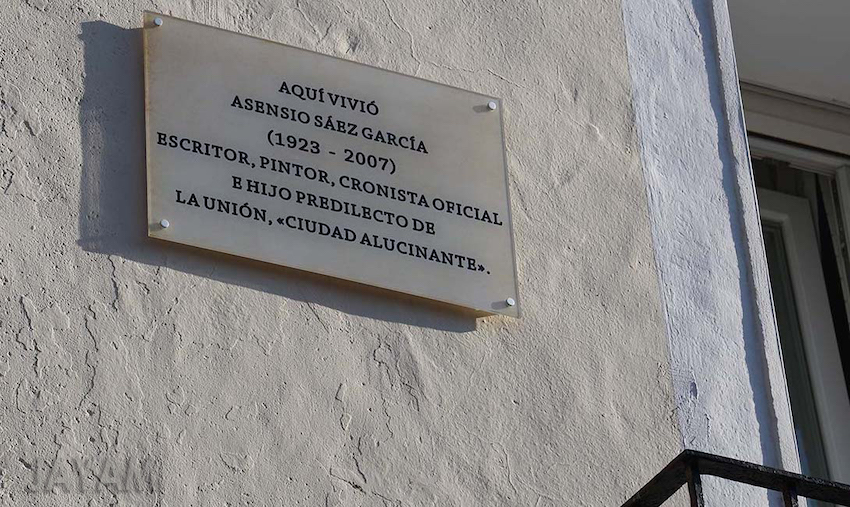 AQUÍ VIVIÓ
ASENSIO SÁEZ GARCÍA
(1923 - 2007)
ESCRITOR, PINTOR, CRONISTA OFICIAL
E HIJO PREDILECTO DE
LA UNIÓN, «CIUDAD ALUCINANTE».
JAYAM